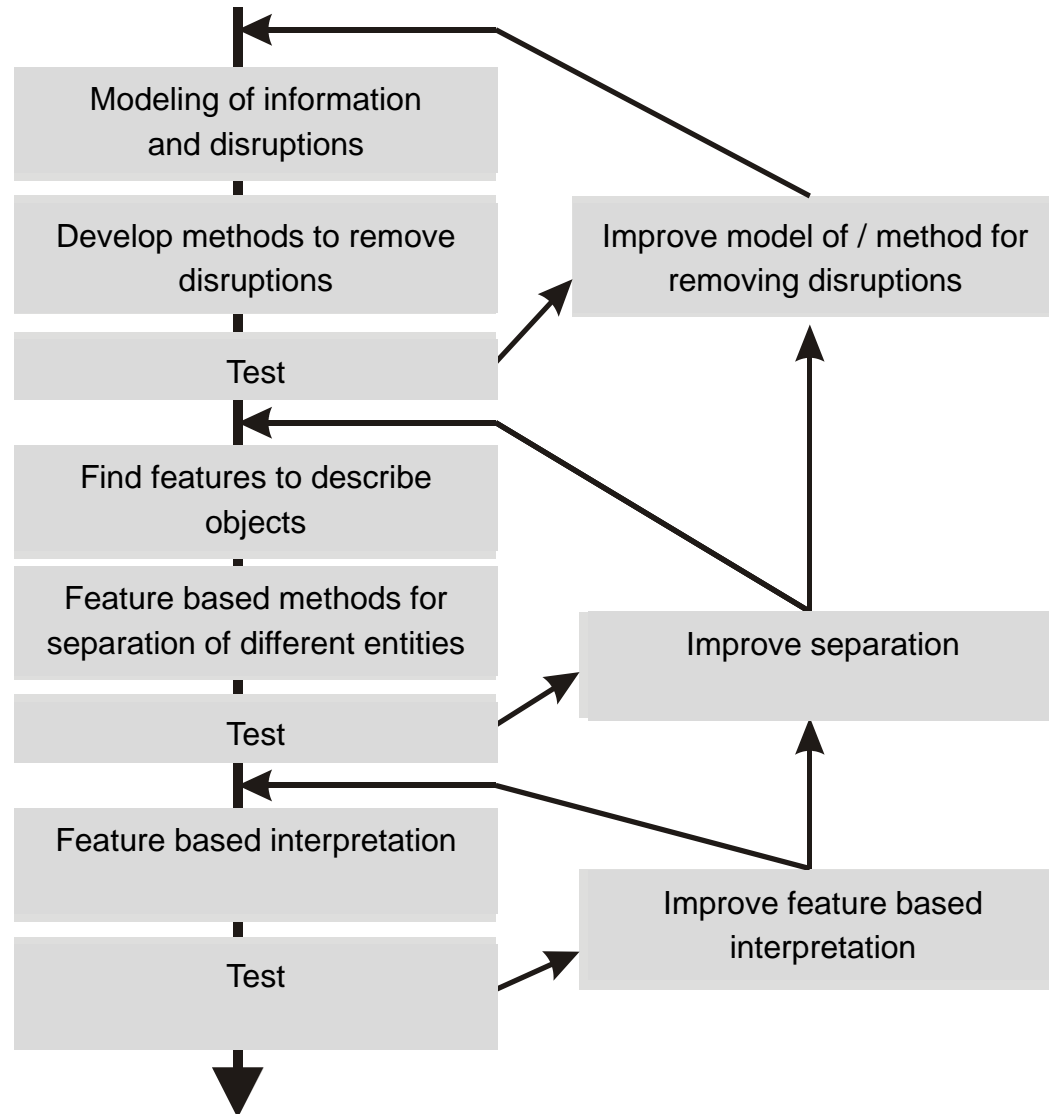 Modeling of information
and disruptions
Develop methods to remove
disruptions
Improve model of / method for
removing disruptions
Test
Find features to describe
objects
Feature based methods for
separation of different entities
Improve separation
Test
Feature based interpretation
Improve feature based
interpretation
Test